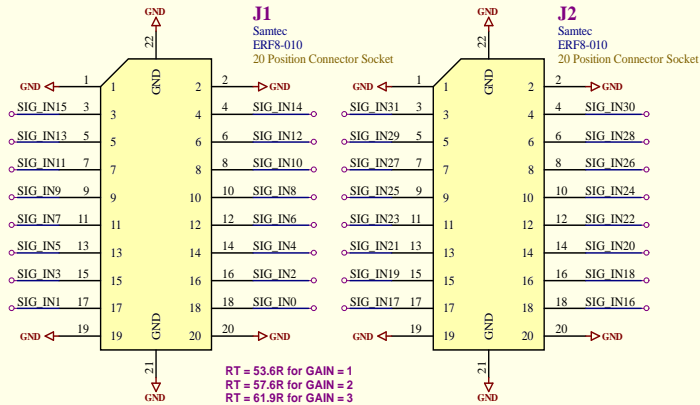 GND
J1
Samtec
ERF8-010
20 Position Connector Socket
22
GND
GND 1 1 2 2 GND
SIG_IN15 3 3 4 4 SIG_IN14
SIG_IN13 5 5 6 6 SIG_IN12
SIG_IN11 7 7 8 8 SIG_IN10
SIG_IN9 9 9 10 10 SIG_IN8
SIG_IN7 11 11 12 12 SIG_IN6
SIG_IN5 13 13 14 14 SIG_IN4
SIG_IN3 15 15 16 16 SIG_IN2
SIG_IN1 17 17 18 18 SIG_IN0
GND 19 19 20 20 GND
GND
21
GND
GND
J2
Samtec
ERF8-010
20 Position Connector Socket
22
GND
GND 1 1 2 2 GND
SIG_IN31 3 3 4 4 SIG_IN30
SIG_IN29 5 5 6 6 SIG_IN28
SIG_IN27 7 7 8 8 SIG_IN26
SIG_IN25 9 9 10 10 SIG_IN24
SIG_IN23 11 11 12 12 SIG_IN22
SIG_IN21 13 13 14 14 SIG_IN20
SIG_IN19 15 15 16 16 SIG_IN18
SIG_IN17 17 17 18 18 SIG_IN16
GND 19 19 20 20 GND
GND
21
GND
RT = 53.6R for GAIN = 1
RT = 57.6R for GAIN = 2
RT = 61.9R for GAIN = 3